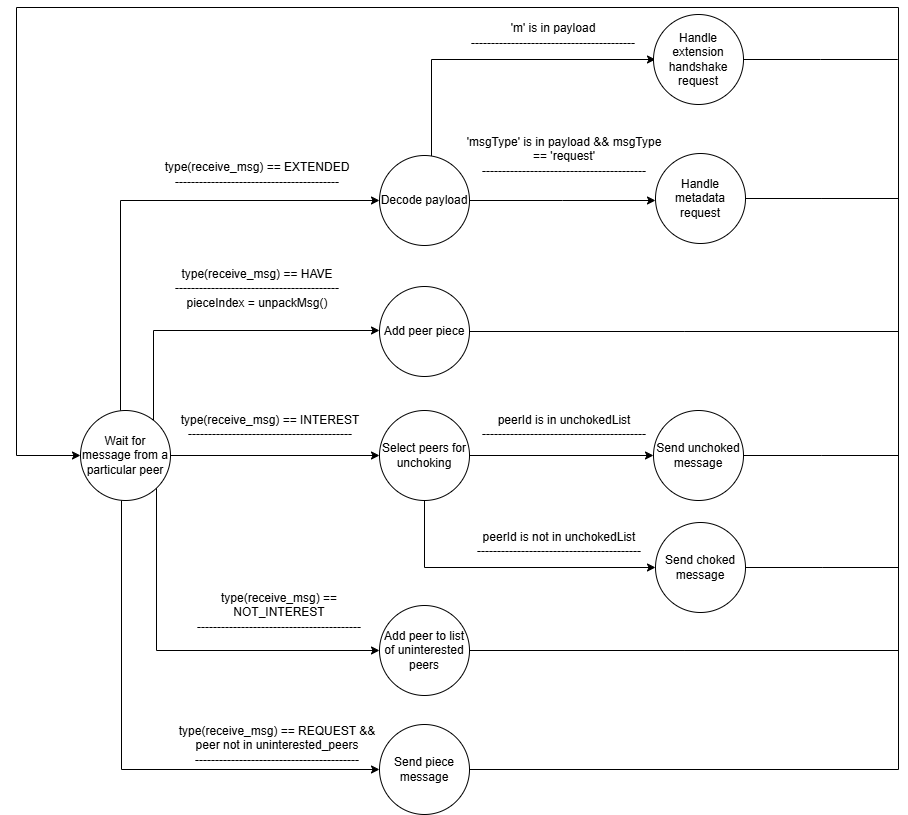 'm' is in payload
Handle
extension
handshake
request
'msgType' is in payload && msgType
== 'request'
type(receive_msg) == EXTENDED
Decode payload
Handle
metadata
request
type(receive_msg) == HAVE
pieceIndex = unpackMsg()
Add peer piece
Wait for
message from a
particular peer
type(receive_msg) == INTEREST
Select peers for
unchoking
peerId is in unchokedList
Send unchoked
message
peerId is not in unchokedList
Send choked
message
type(receive_msg) ==
NOT_INTEREST
Add peer to list
of uninterested
peers
type(receive_msg) == REQUEST &&
peer not in uninterested_peers
Send piece
message